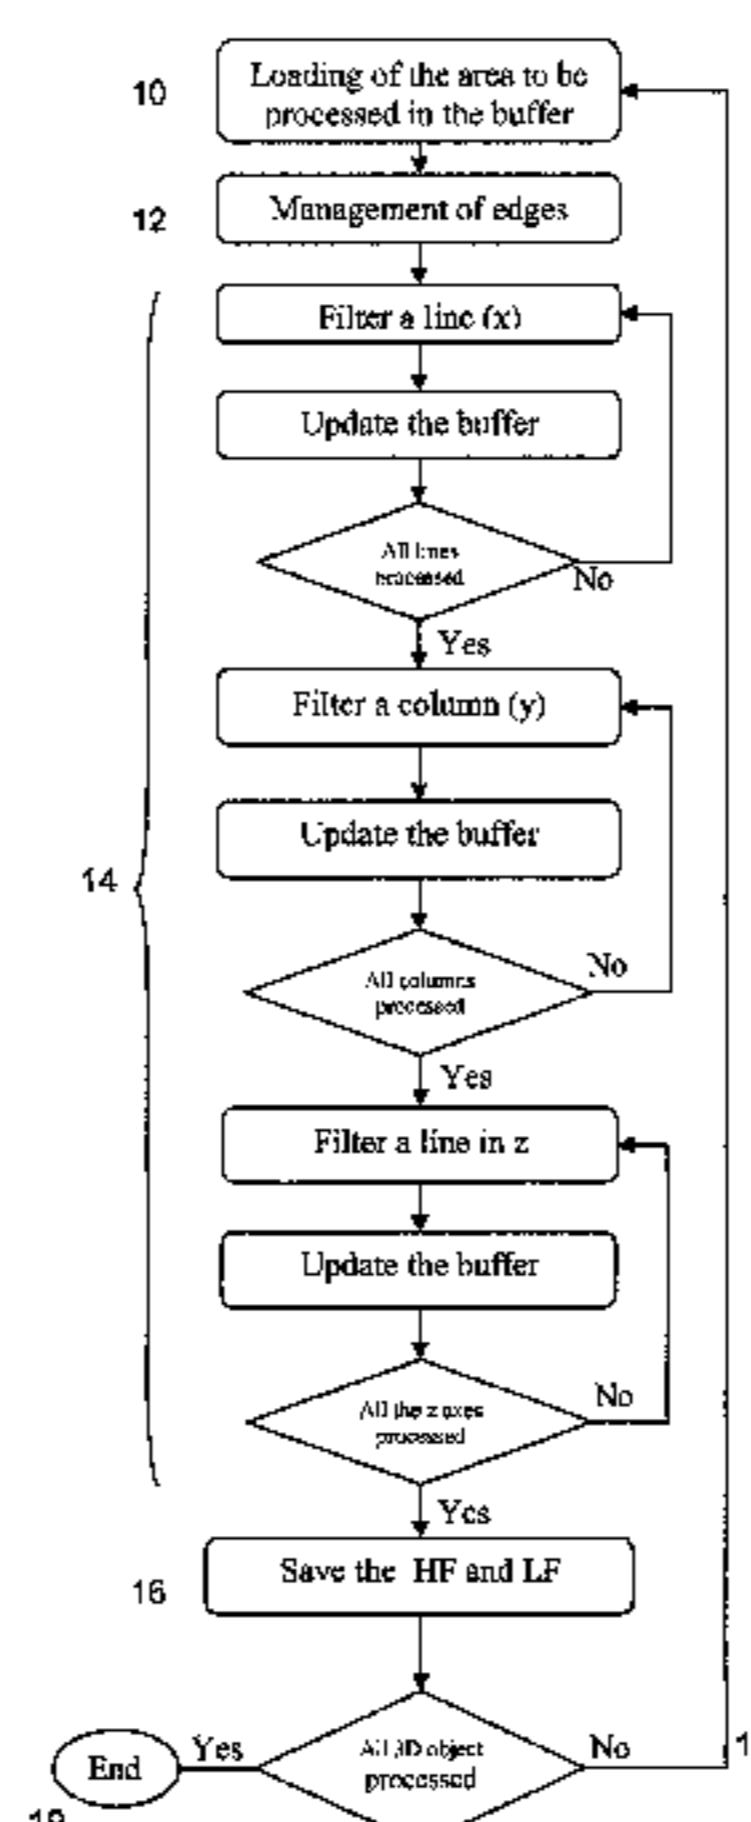 10
Loading of the area to be
processed in the buffer
12
Management of edges
Filter a line (x)
Update the buffer
All lines
processed
No
Yes
Filter a column (y)
Update the buffer
14
All columns
processed
No
Yes
Filter a line in z
Update the buffer
All the z axes
processed
No
Yes
16
Save the HF and LF
All 3D object
processed
Yes
No
1
End